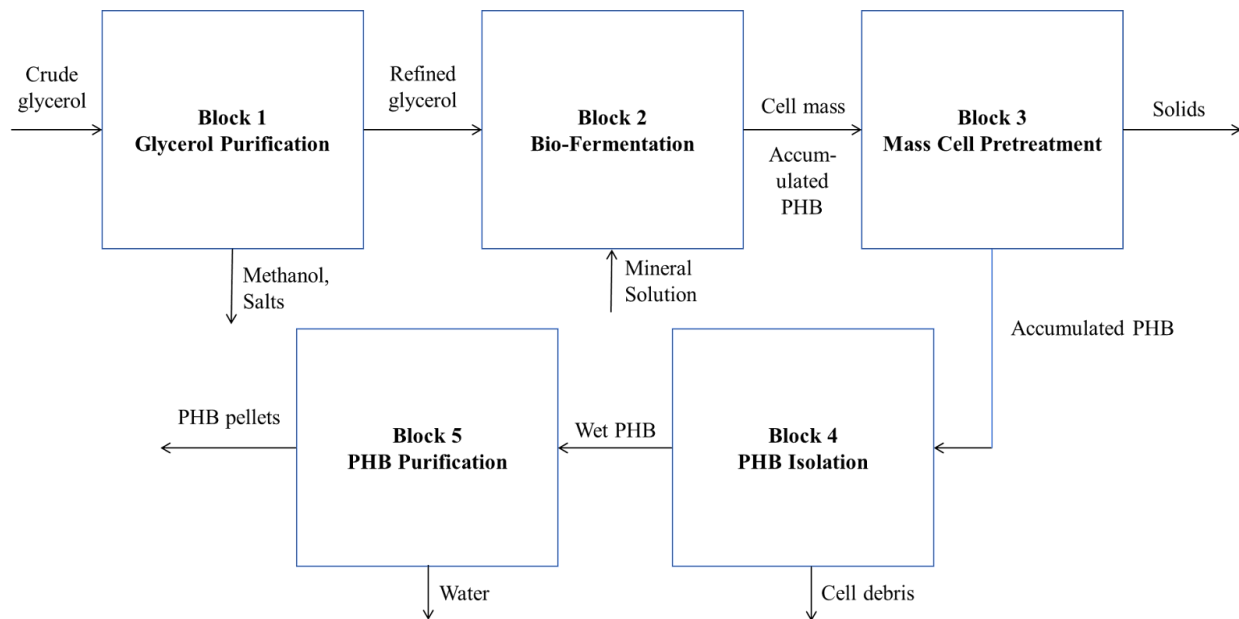 Crude
glycerol
Block 1
Glycerol Purification
Methanol,
Salts
Refined
glycerol
Block 2
Bio-Fermentation
Mineral
Solution
Cell mass
Accum-
ulated
PHB
Block 3
Mass Cell Pretreatment
Solids
Accumulated PHB
Block 4
PHB Isolation
Cell debris
Wet PHB
Block 5
PHB Purification
Water
PHB pellets